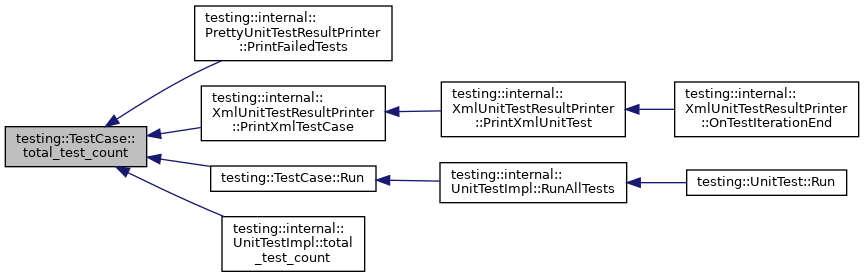 testing::internal::
PrettyUnitTestResultPrinter
::PrintFailedTests
testing::internal::
XmlUnitTestResultPrinter
::PrintXmlTestCase
testing::internal::
XmlUnitTestResultPrinter
::PrintXmlUnitTest
testing::internal::
XmlUnitTestResultPrinter
::OnTestIterationEnd
testing::TestCase::
total_test_count
testing::TestCase::Run
testing::internal::
UnitTestImpl::RunAllTests
testing::UnitTest::Run
testing::internal::
UnitTestImpl::total
_test_count